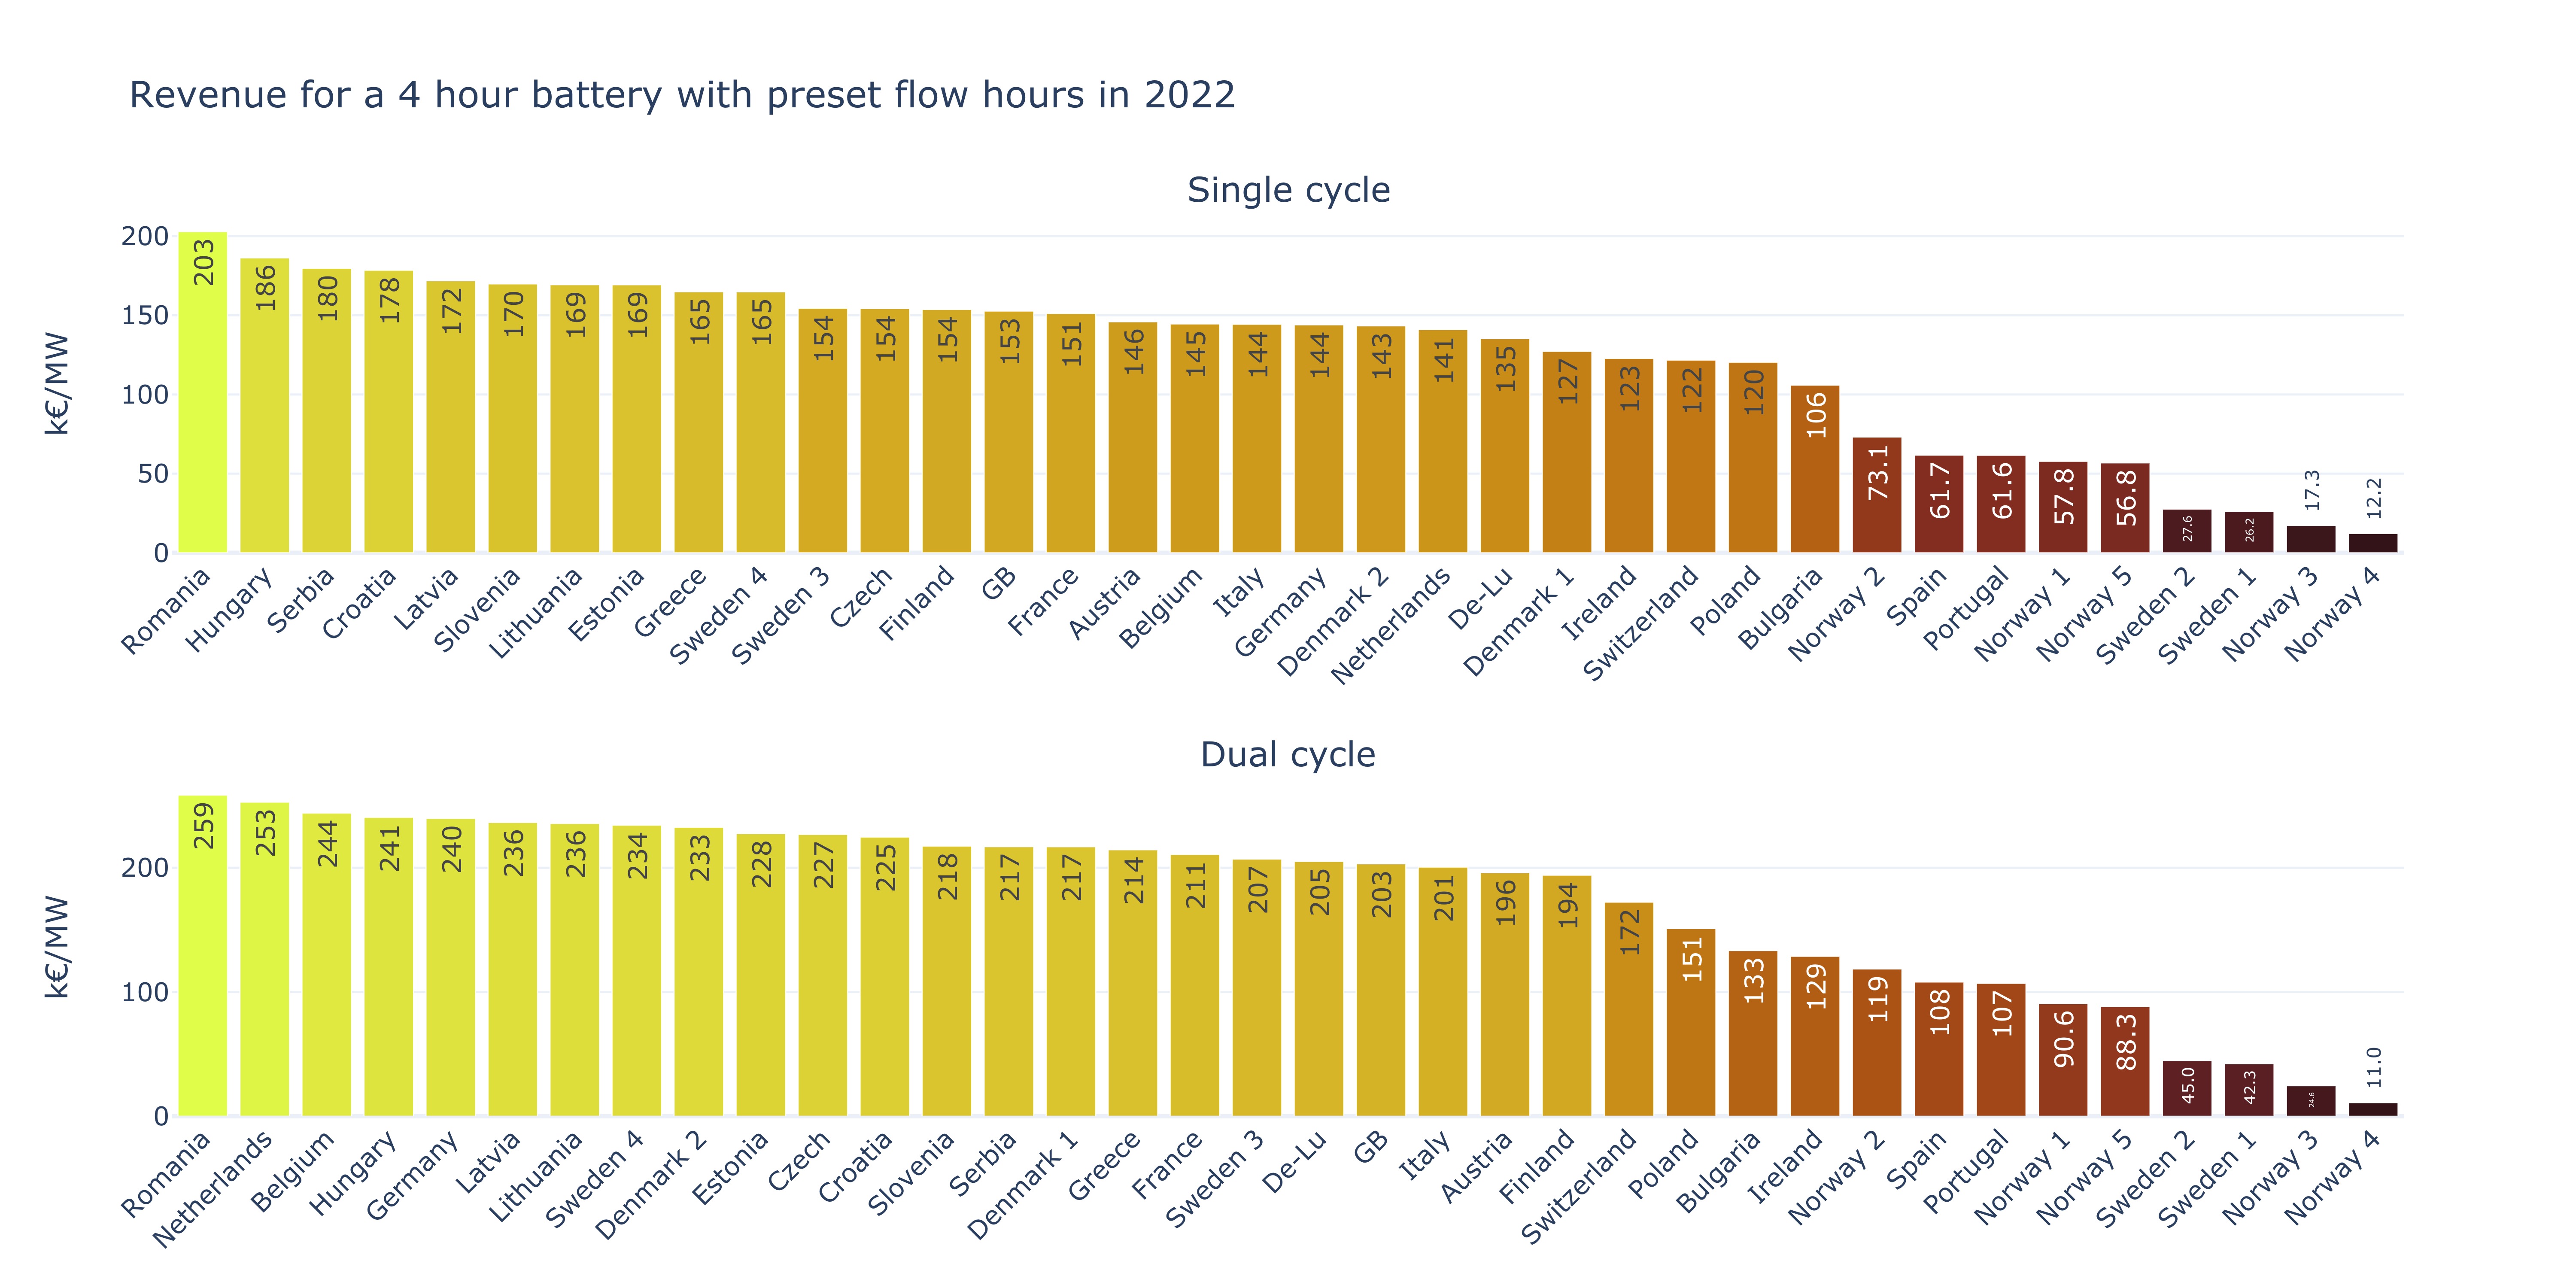 Revenue for a 4 hour battery with preset flow hours in 2022
Single cycle
k€/MW
200
150
100
50
0
203 186 180 178 172 170 169 169 165 165 154 154 154 153 151 146 145 144 144 143 141 135 127 123 122 120 106 73.1 61.7 61.6 57.8 56.8 27.6 26.2 17.3 12.2
Romania Hungary Serbia Croatia Latvia Slovenia Lithuania Estonia Greece Sweden 4 Sweden 3 Czech Finland GB France Austria Belgium Italy Germany Denmark 2 Netherlands De-Lu Denmark 1 Ireland Switzerland Poland Bulgaria Norway 2 Spain Portugal Norway 1 Norway 5 Sweden 2 Sweden 1 Norway 3 Norway 4
Dual cycle
k€/MW
200
100
0
259 253 244 241 240 236 236 234 233 228 227 225 218 217 217 214 211 207 205 203 201 196 194 172 151 133 129 119 108 107 90.6 88.3 45.0 42.3 24.6 11.0
Romania Netherlands Belgium Hungary Germany Latvia Lithuania Sweden 4 Denmark 2 Estonia Czech Croatia Slovenia Serbia Denmark 1 Greece France Sweden 3 De-Lu GB Italy Austria Finland Switzerland Poland Bulgaria Ireland Norway 2 Spain Portugal Norway 1 Norway 5 Sweden 2 Sweden 1 Norway 3 Norway 4